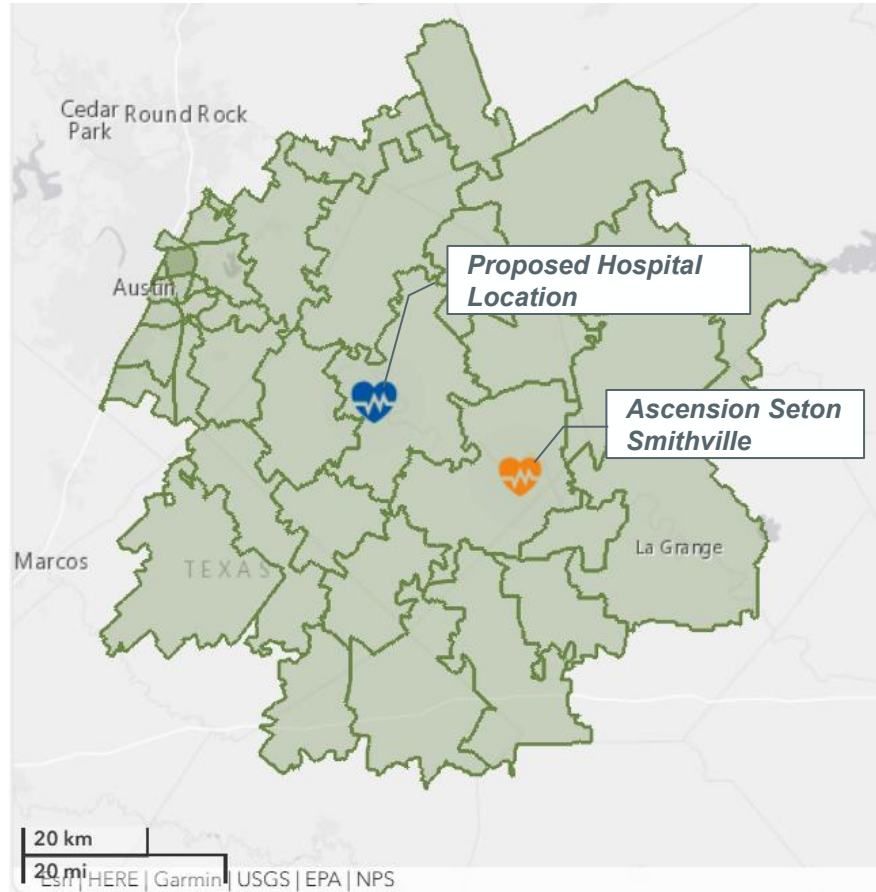 Cedar Round Rock
Park
Proposed Hospital
Location
Austin
Ascension Seton
Smithville
La Grange
Marcos
TEXAS
20 km
20 mi
Esri | HERE | Garmin | USGS | EPA | NPS